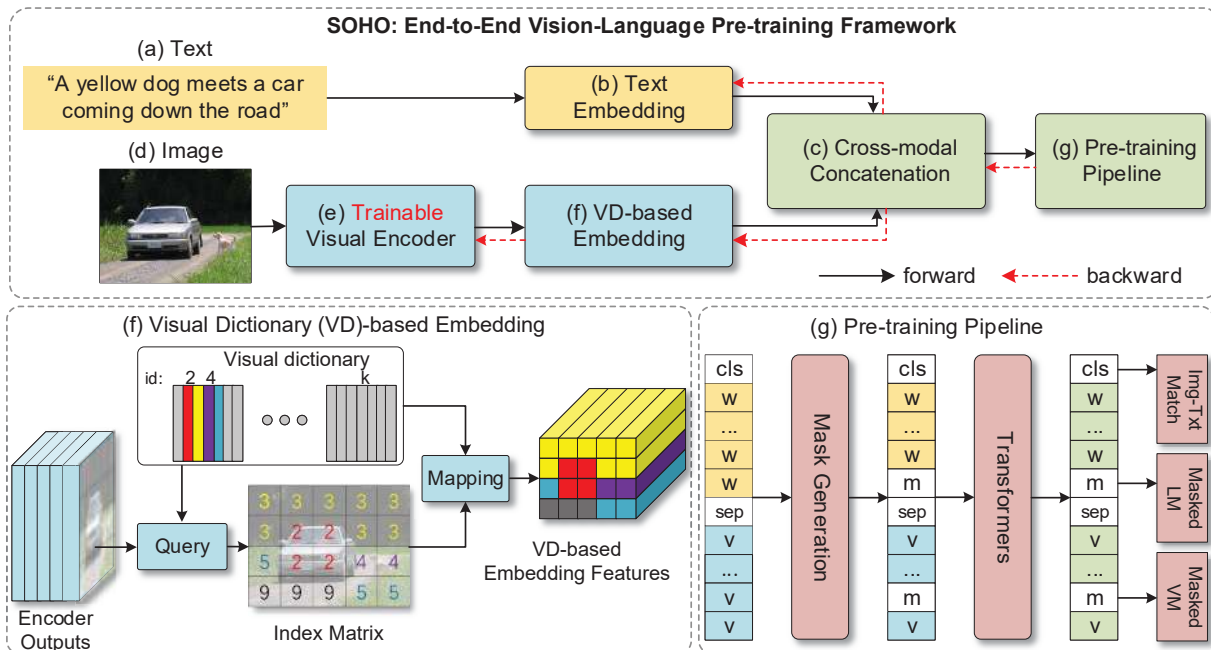 SOHO: End-to-End Vision-Language Pre-training Framework
(a) Text
“A yellow dog meets a car
coming down the road”
(b) Text
Embedding
(c) Cross-modal
Concatenation
(g) Pre-training
Pipeline
(d) Image
(e) Trainable
Visual Encoder
(f) VD-based
Embedding
forward
backward
(f) Visual Dictionary (VD)-based Embedding
Visual dictionary
id: 2 4 k
Encoder
Outputs
Query
3 3 3 3 3
3 2 2 3 3
5 2 2 4 4
9 9 9 5 5
Index Matrix
Mapping
VD-based
Embedding Features
(g) Pre-training Pipeline
cls
w
...
w
w
sep
v
...
v
v
Mask Generation
cls
w
...
w
m
sep
v
...
m
v
Transformers
cls
w
...
w
m
sep
v
...
m
v
Img-Txt
Match
Masked
LM
Masked
VM